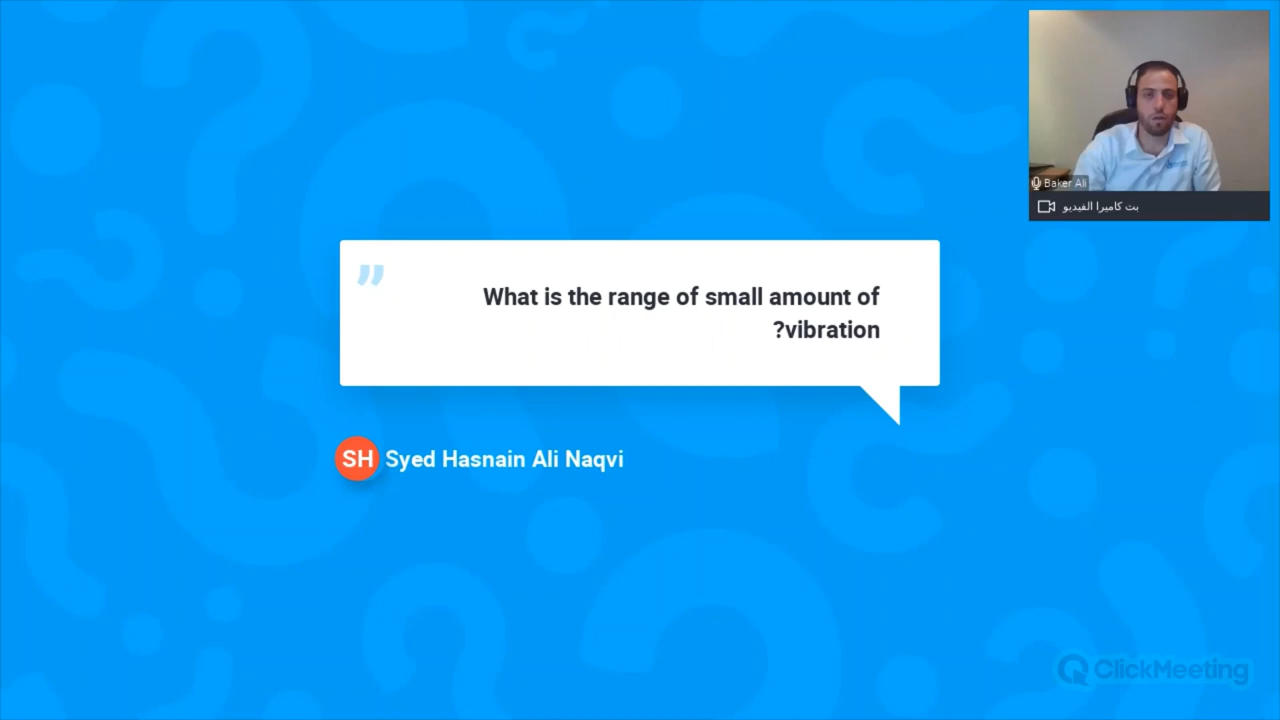 Baker Ali
بث كاميرا الفيديو
”
What is the range of small amount of
?vibration
SH Syed Hasnain Ali Naqvi
ClickMeeting